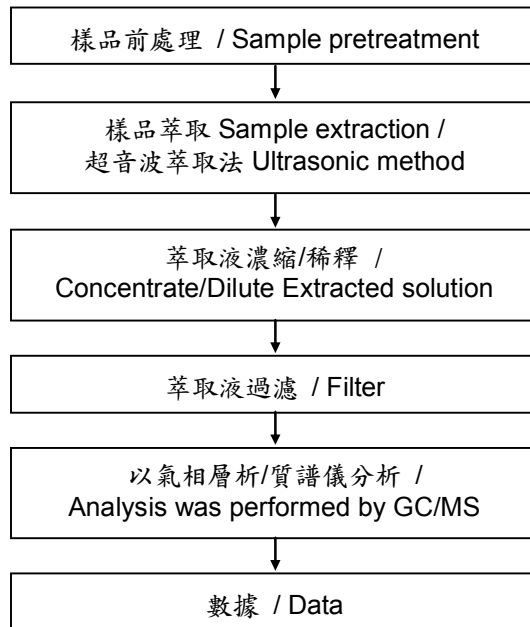 樣品前處理 / Sample pretreatment
樣品萃取 Sample extraction /
超音波萃取法 Ultrasonic method
萃取液濃縮/稀釋 /
Concentrate/Dilute Extracted solution
萃取液過濾 / Filter
以氣相層析/質譜儀分析 /
Analysis was performed by GC/MS
數據 / Data